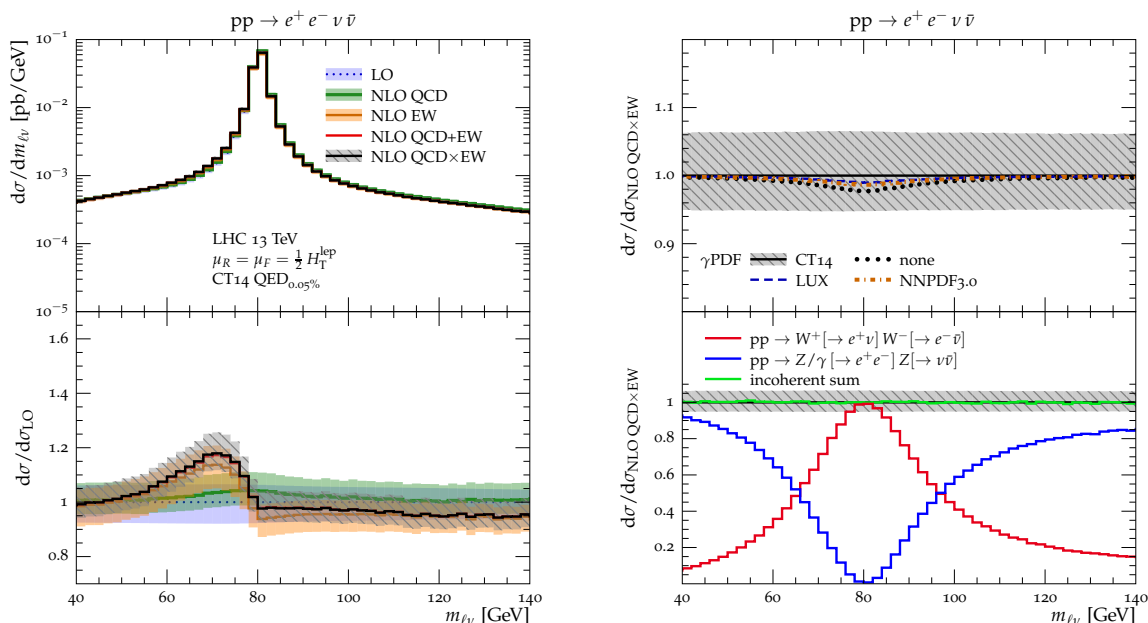 pp → e⁺ e⁻ ν ν̄
dσ/dm_ℓν [pb/GeV]
10⁻¹
10⁻²
10⁻³
10⁻⁴
10⁻⁵
LO
NLO QCD
NLO EW
NLO QCD+EW
NLO QCD×EW
LHC 13 TeV
μ_R = μ_F = ½ H_T^lep
CT14 QED_0.05%
dσ/dσ_LO
1.6
1.4
1.2
1
0.8
40 60 80 100 120 140
m_ℓν [GeV]
pp → e⁺ e⁻ ν ν̄
dσ/dσ_NLO QCD×EW
1.1
1.0
0.9
γPDF
CT14
none
LUX
NNPDF3.0
pp → W⁺[→ e⁺ν] W⁻[→ e⁻ν̄]
pp → Z/γ [→ e⁺e⁻] Z[→ νν̄]
incoherent sum
dσ/dσ_NLO QCD×EW
1
0.8
0.6
0.4
0.2
40 60 80 100 120 140
m_ℓν [GeV]